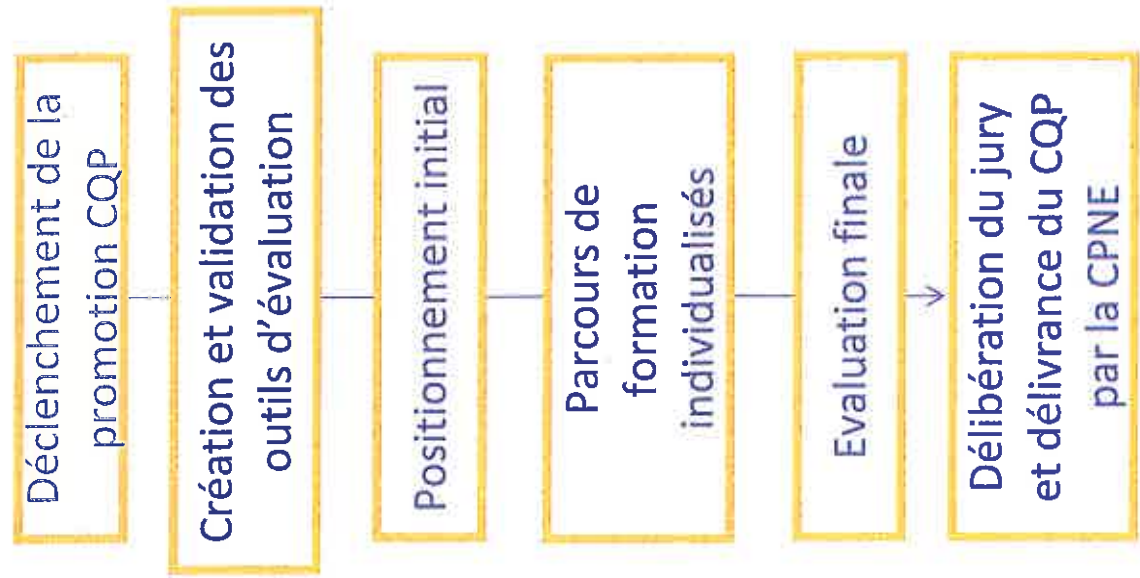 Déclenchement de la
promotion CQP
Création et validation des
outils d'évaluation
Positionnement initial
Parcours de
formation
individualisés
Evaluation finale
Délibération du jury
et délivrance du CQP
par la CPNE